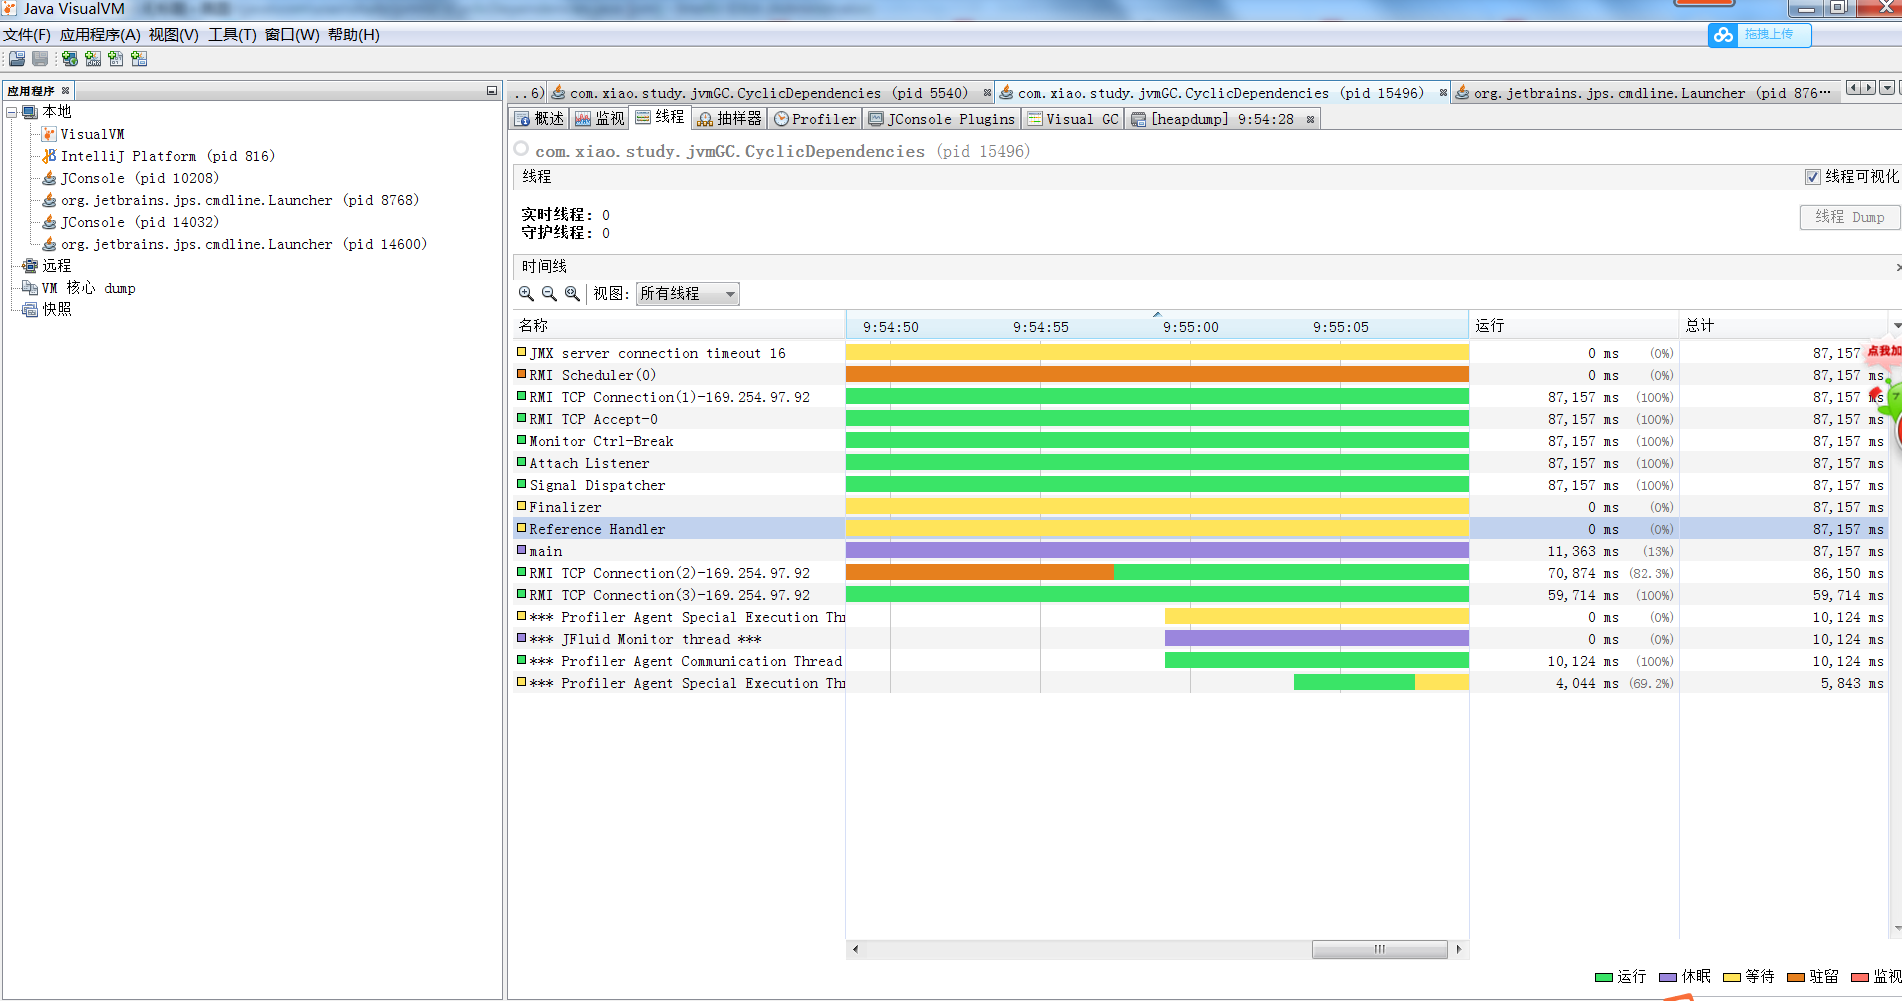 Java VisualVM
文件(F) 应用程序(A) 视图(V) 工具(T) 窗口(W) 帮助(H)
拖拽上传
应用程序
本地
VisualVM
IntelliJ Platform (pid 816)
JConsole (pid 10208)
org.jetbrains.jps.cmdline.Launcher (pid 8768)
JConsole (pid 14032)
org.jetbrains.jps.cmdline.Launcher (pid 14600)
远程
VM 核心 dump
快照
..6) com.xiao.study.jvmGC.CyclicDependencies (pid 5540) com.xiao.study.jvmGC.CyclicDependencies (pid 15496) org.jetbrains.jps.cmdline.Launcher (pid 876…
概述 监视 线程 抽样器 Profiler JConsole Plugins Visual GC [heapdump] 9:54:28
com.xiao.study.jvmGC.CyclicDependencies (pid 15496)
线程 线程可视化
实时线程: 0
守护线程: 0
线程 Dump
时间线
视图: 所有线程
名称 9:54:50 9:54:55 9:55:00 9:55:05 运行 总计
JMX server connection timeout 16 0 ms (0%) 87,157
点我加
RMI Scheduler(0) 0 ms (0%) 87,157 ms
RMI TCP Connection(1)-169.254.97.92 87,157 ms (100%) 87,157 ms
RMI TCP Accept-0 87,157 ms (100%) 87,157 ms
Monitor Ctrl-Break 87,157 ms (100%) 87,157 ms
Attach Listener 87,157 ms (100%) 87,157 ms
Signal Dispatcher 87,157 ms (100%) 87,157 ms
Finalizer 0 ms (0%) 87,157 ms
Reference Handler 0 ms (0%) 87,157 ms
main 11,363 ms (13%) 87,157 ms
RMI TCP Connection(2)-169.254.97.92 70,874 ms (82.3%) 86,150 ms
RMI TCP Connection(3)-169.254.97.92 59,714 ms (100%) 59,714 ms
*** Profiler Agent Special Execution Thr 0 ms (0%) 10,124 ms
*** JFluid Monitor thread *** 0 ms (0%) 10,124 ms
*** Profiler Agent Communication Thread 10,124 ms (100%) 10,124 ms
*** Profiler Agent Special Execution Thr 4,044 ms (69.2%) 5,843 ms
运行 休眠 等待 驻留 监视